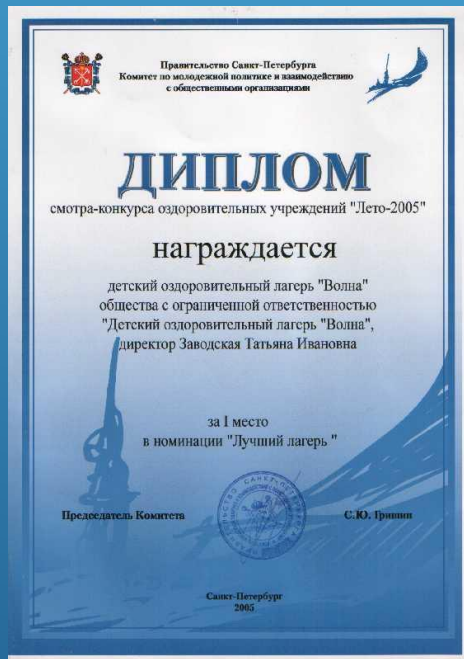 Правительство Санкт-Петербурга
Комитет по молодежной политике и взаимодействию
с общественными организациями
ДИПЛОМ
смотра-конкурса оздоровительных учреждений "Лето-2005"
награждается
детский оздоровительный лагерь "Волна"
общества с ограниченной ответственностью
"Детский оздоровительный лагерь "Волна",
директор Заводская Татьяна Ивановна
за I место
в номинации "Лучший лагерь "
Председатель Комитета
С.Ю. Гришин
Санкт-Петербург
2005